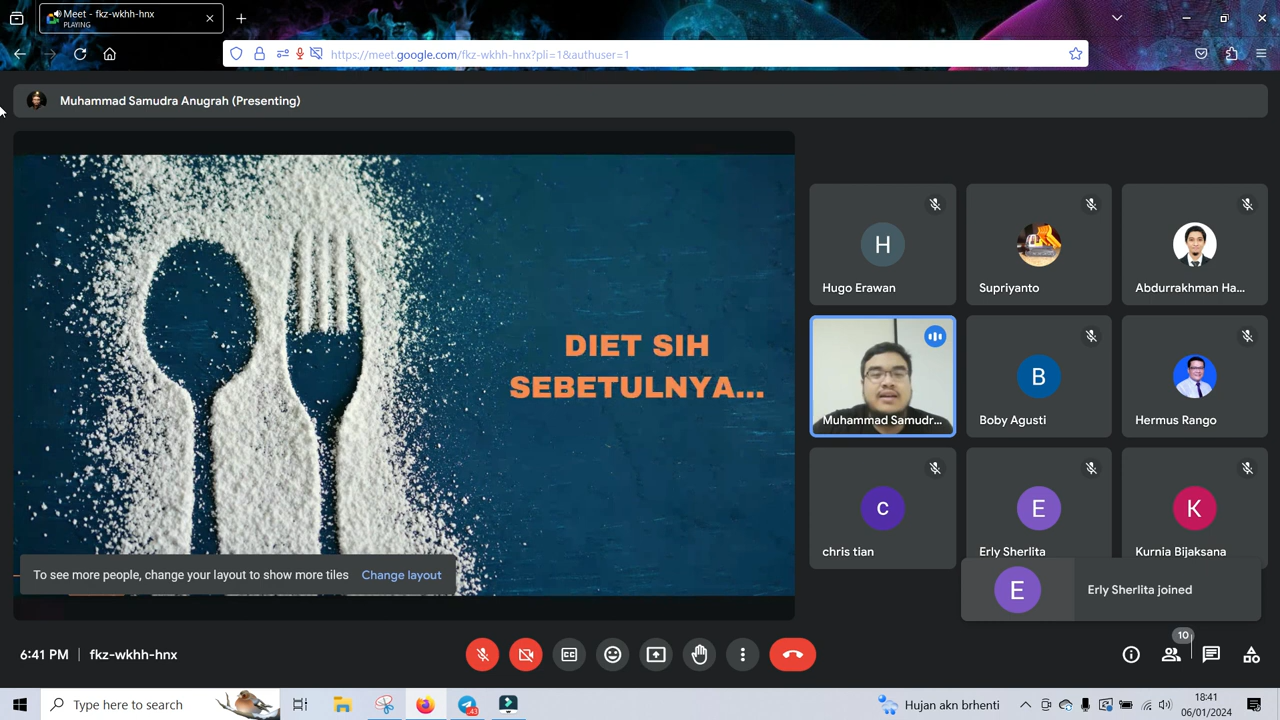 Meet - fkz-wkhh-hnx
PLAYING
https://meet.google.com/fkz-wkhh-hnx?pli=1&authuser=1
Muhammad Samudra Anugrah (Presenting)
DIET SIH
SEBETULNYA...
H
Hugo Erawan
Supriyanto
Abdurrakhman Ha...
Muhammad Samudr...
B
Boby Agusti
Hermus Rango
c
chris tian
E
Erly Sherlita
K
Kurnia Bijaksana
To see more people, change your layout to show more tiles
Change layout
E
Erly Sherlita joined
6:41 PM
fkz-wkhh-hnx
10
Type here to search
Hujan akn brhenti
18:41
06/01/2024